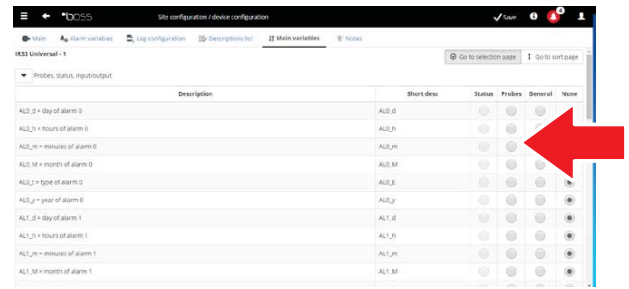 boss Site configuration / device configuration Save 4
Main Alarm variables Log configuration Descriptions list Main variables Notes
IR33 Universal - 1 Go to selection page Go to sort page
Probes, status, input/output
Description Short desc Status Probes General None
AL0_d = day of alarm 0 AL0_d
AL0_h = hours of alarm 0 AL0_h
AL0_m = minutes of alarm 0 AL0_m
AL0_M = month of alarm 0 AL0_M
AL0_t = type of alarm 0 AL0_t
AL0_y = year of alarm 0 AL0_y
AL1_d = day of alarm 1 AL1_d
AL1_h = hours of alarm 1 AL1_h
AL1_m = minutes of alarm 1 AL1_m
AL1_M = month of alarm 1 AL1_M